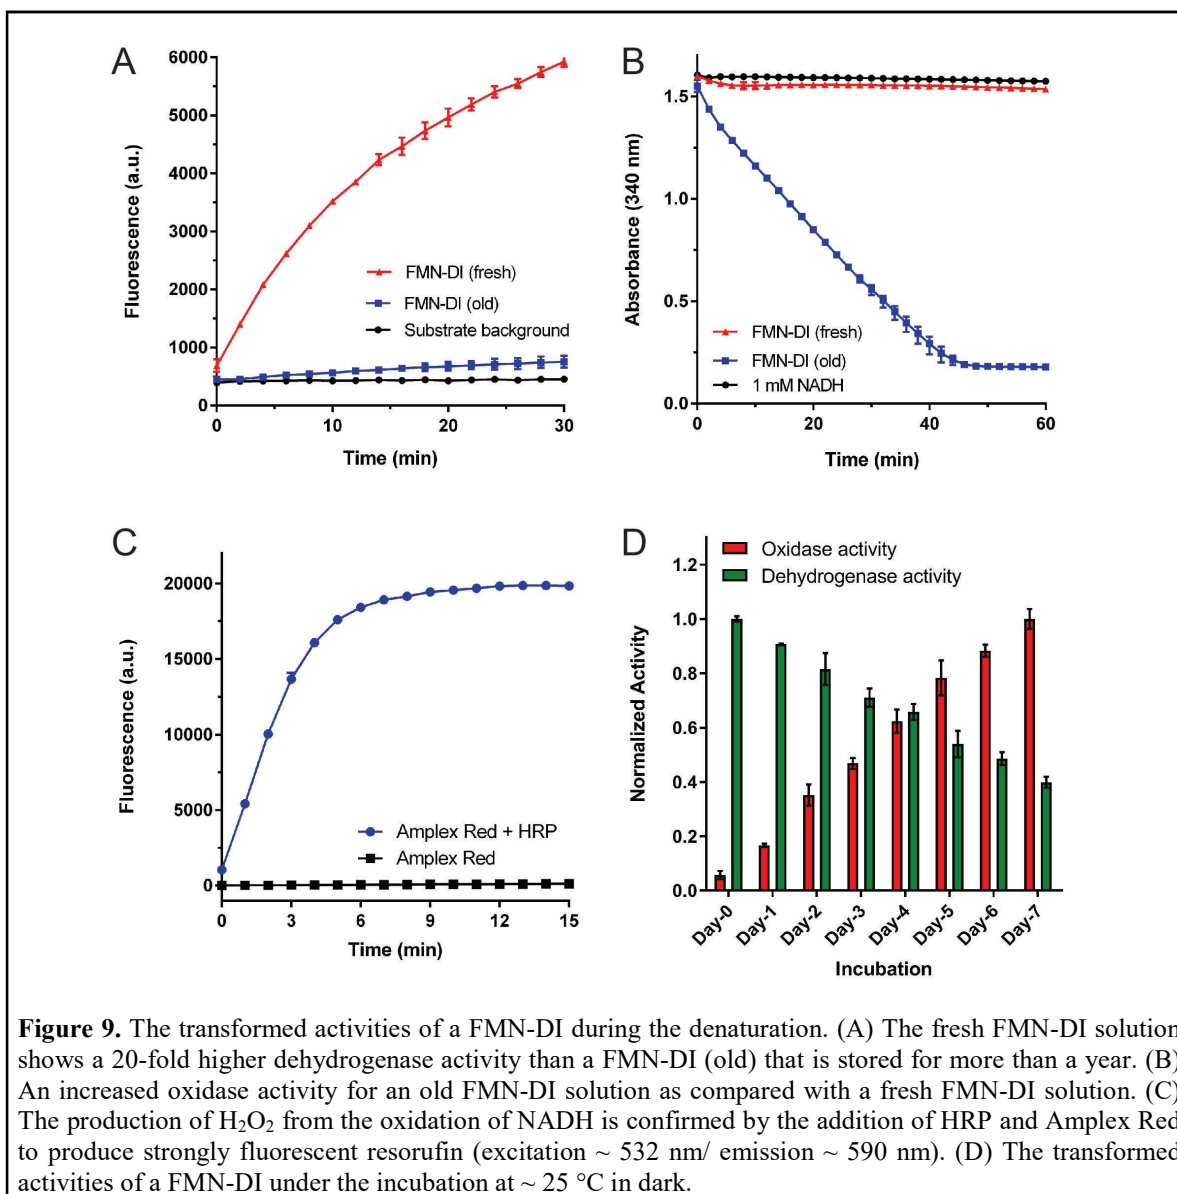 A
6000
5000
4000
3000
2000
1000
0
Fluorescence (a.u.)
FMN-DI (fresh)
FMN-DI (old)
Substrate background
0 10 20 30
Time (min)
B
1.5
1.0
0.5
0.0
Absorbance (340 nm)
FMN-DI (fresh)
FMN-DI (old)
1 mM NADH
0 20 40 60
Time (min)
C
20000
15000
10000
5000
0
Fluorescence (a.u.)
Amplex Red + HRP
Amplex Red
0 3 6 9 12 15
Time (min)
D
Oxidase activity
Dehydrogenase activity
1.2
1.0
0.8
0.6
0.4
0.2
0.0
Normalized Activity
Day-0 Day-1 Day-2 Day-3 Day-4 Day-5 Day-6 Day-7
Incubation
Figure 9. The transformed activities of a FMN-DI during the denaturation. (A) The fresh FMN-DI solution
shows a 20-fold higher dehydrogenase activity than a FMN-DI (old) that is stored for more than a year. (B)
An increased oxidase activity for an old FMN-DI solution as compared with a fresh FMN-DI solution. (C)
The production of H₂O₂ from the oxidation of NADH is confirmed by the addition of HRP and Amplex Red
to produce strongly fluorescent resorufin (excitation ~ 532 nm/ emission ~ 590 nm). (D) The transformed
activities of a FMN-DI under the incubation at ~ 25 °C in dark.